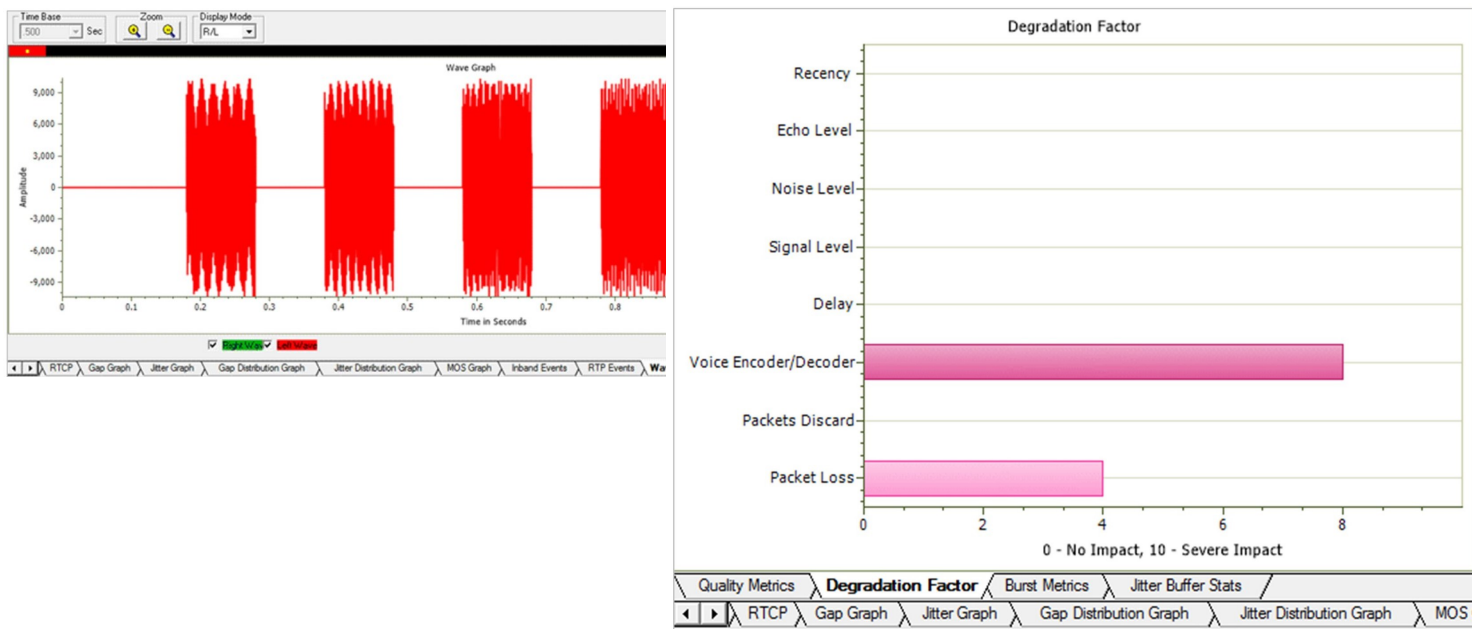 Time Base
.500
Sec
Zoom
Display Mode
R/L
Wave Graph
9,000
6,000
3,000
0
-3,000
-6,000
-9,000
Amplitude
0 0.1 0.2 0.3 0.4 0.5 0.6 0.7 0.8
Time in Seconds
Right Wav Left Wave
RTCP Gap Graph Jitter Graph Gap Distribution Graph Jitter Distribution Graph MOS Graph Inband Events RTP Events Wav
Degradation Factor
Recency
Echo Level
Noise Level
Signal Level
Delay
Voice Encoder/Decoder
Packets Discard
Packet Loss
0 2 4 6 8
0 - No Impact, 10 - Severe Impact
Quality Metrics Degradation Factor Burst Metrics Jitter Buffer Stats
RTCP Gap Graph Jitter Graph Gap Distribution Graph Jitter Distribution Graph MOS